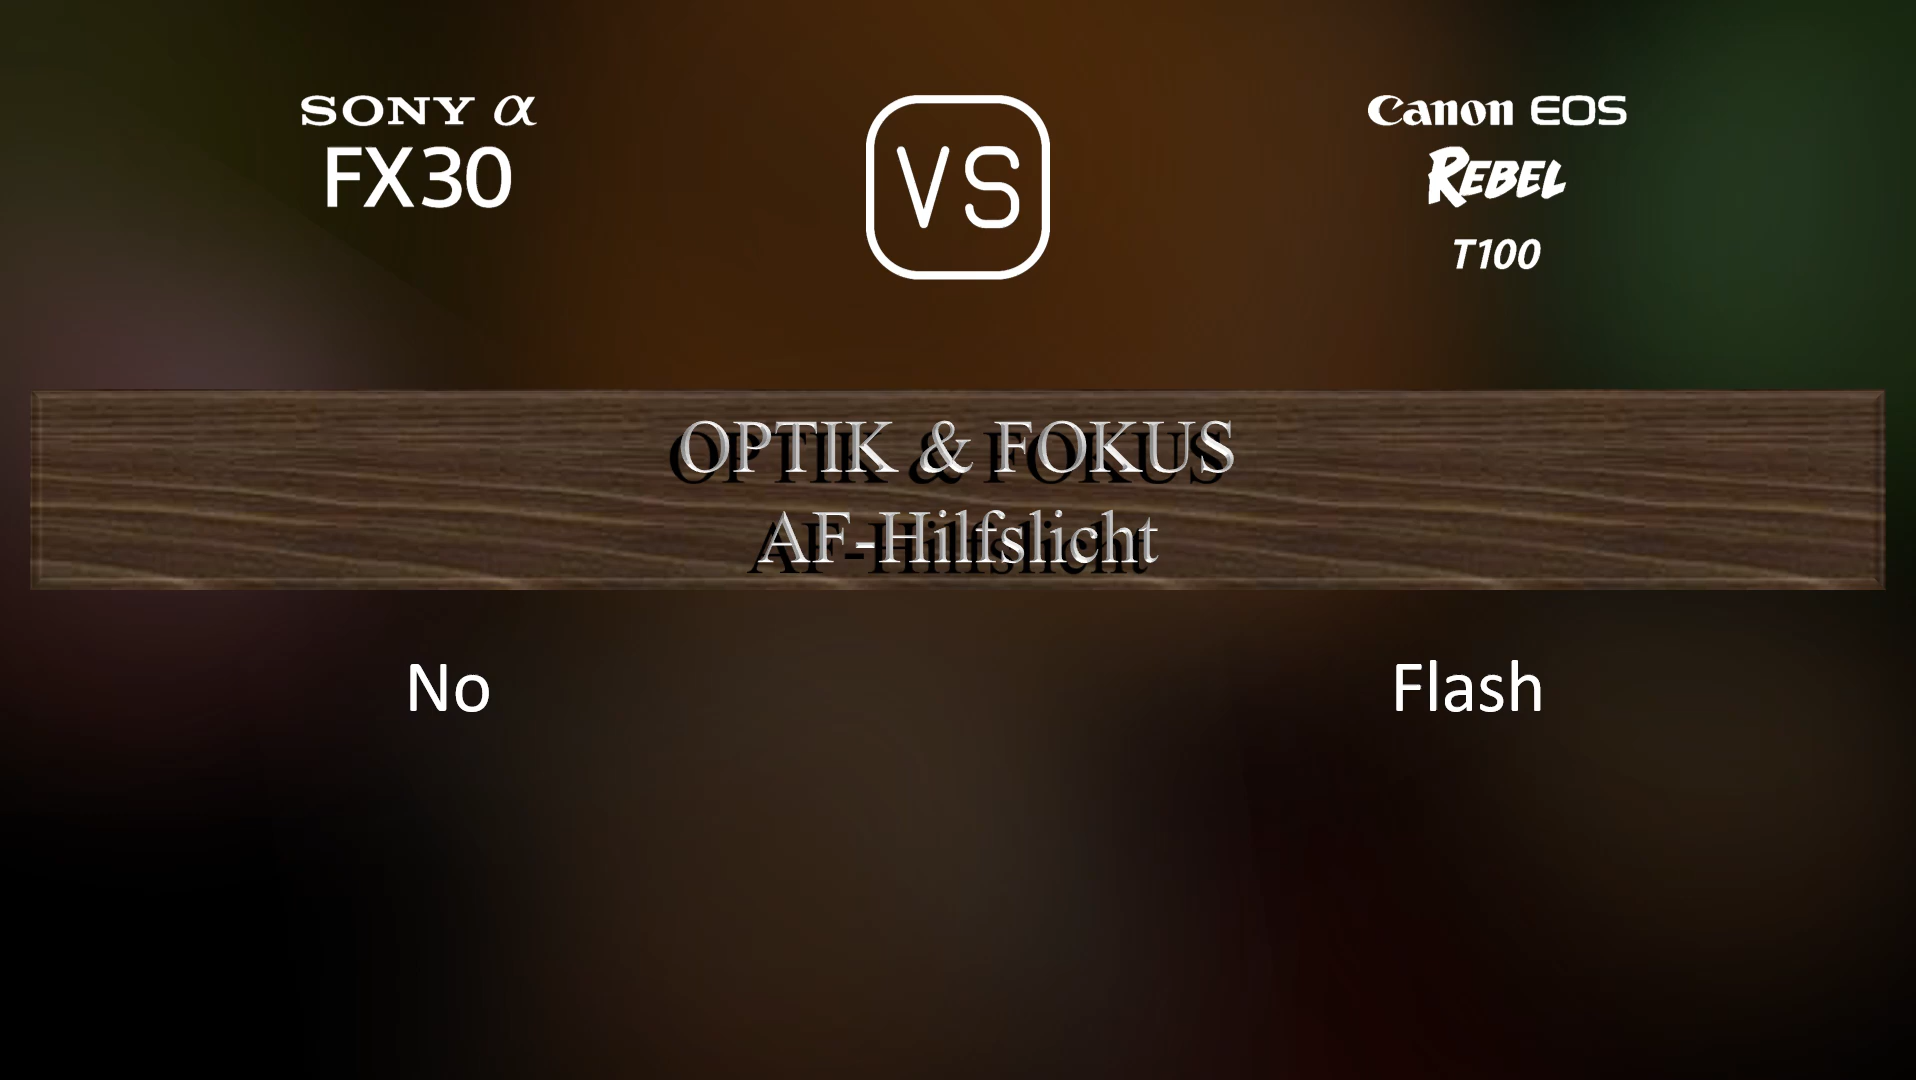 SONY α
FX30
VS
Canon EOS
REBEL
T100
OPTIK & FOKUS
AF-Hilfslicht
No
Flash